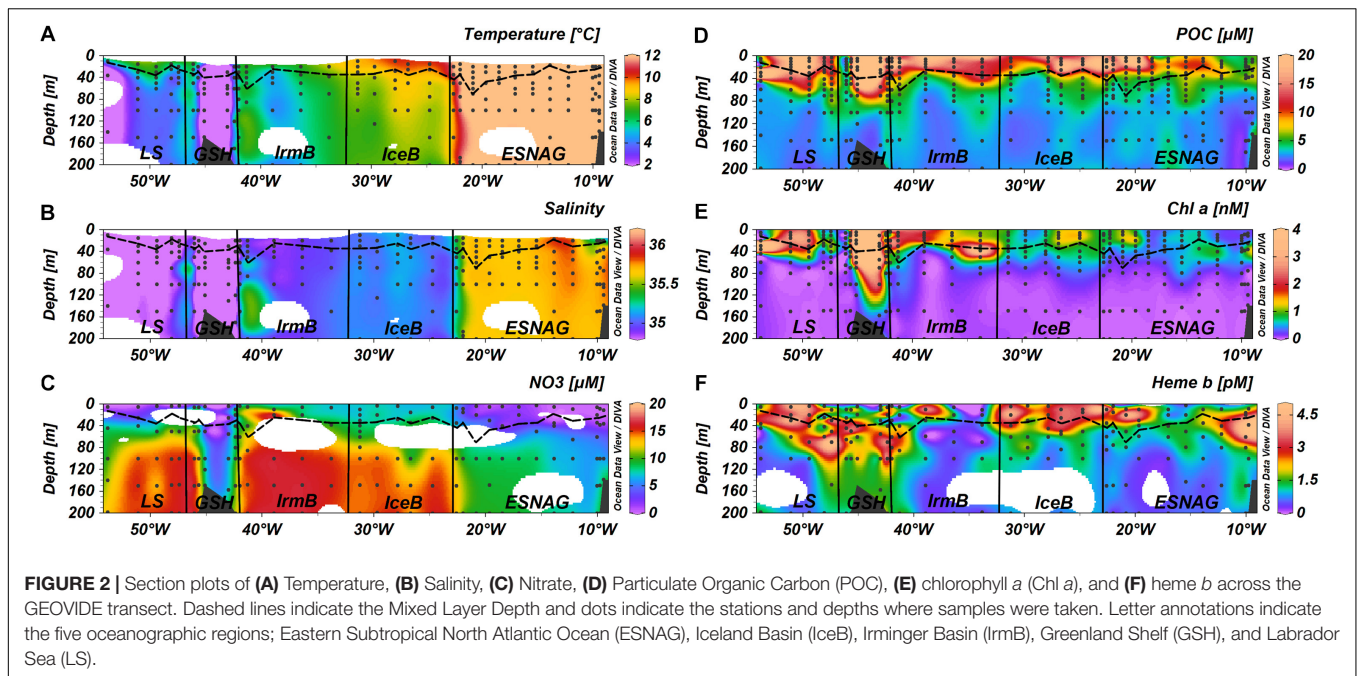 A
Temperature [°C]
Depth [m]
0
40
80
120
160
200
LS
GSH
IrmB
IceB
ESNAG
50°W
40°W
30°W
20°W
10°W
12
10
8
6
4
2
Ocean Data View / DIVA
B
Salinity
Depth [m]
0
40
80
120
160
200
LS
GSH
IrmB
IceB
ESNAG
50°W
40°W
30°W
20°W
10°W
36
35.5
35
Ocean Data View / DIVA
C
NO3 [µM]
Depth [m]
0
40
80
120
160
200
LS
GSH
IrmB
IceB
ESNAG
50°W
40°W
30°W
20°W
10°W
20
15
10
5
0
Ocean Data View / DIVA
D
POC [µM]
Depth [m]
0
40
80
120
160
200
LS
GSH
IrmB
IceB
ESNAG
50°W
40°W
30°W
20°W
10°W
20
15
10
5
0
Ocean Data View / DIVA
E
Chl a [nM]
Depth [m]
0
40
80
120
160
200
LS
GSH
IrmB
IceB
ESNAG
50°W
40°W
30°W
20°W
10°W
4
3
2
1
0
Ocean Data View / DIVA
F
Heme b [pM]
Depth [m]
0
40
80
120
160
200
LS
GSH
IrmB
IceB
ESNAG
50°W
40°W
30°W
20°W
10°W
4.5
3
1.5
0
Ocean Data View / DIVA
FIGURE 2 | Section plots of (A) Temperature, (B) Salinity, (C) Nitrate, (D) Particulate Organic Carbon (POC), (E) chlorophyll a (Chl a), and (F) heme b across the
GEOVIDE transect. Dashed lines indicate the Mixed Layer Depth and dots indicate the stations and depths where samples were taken. Letter annotations indicate
the five oceanographic regions; Eastern Subtropical North Atlantic Ocean (ESNAG), Iceland Basin (IceB), Irminger Basin (IrmB), Greenland Shelf (GSH), and Labrador
Sea (LS).